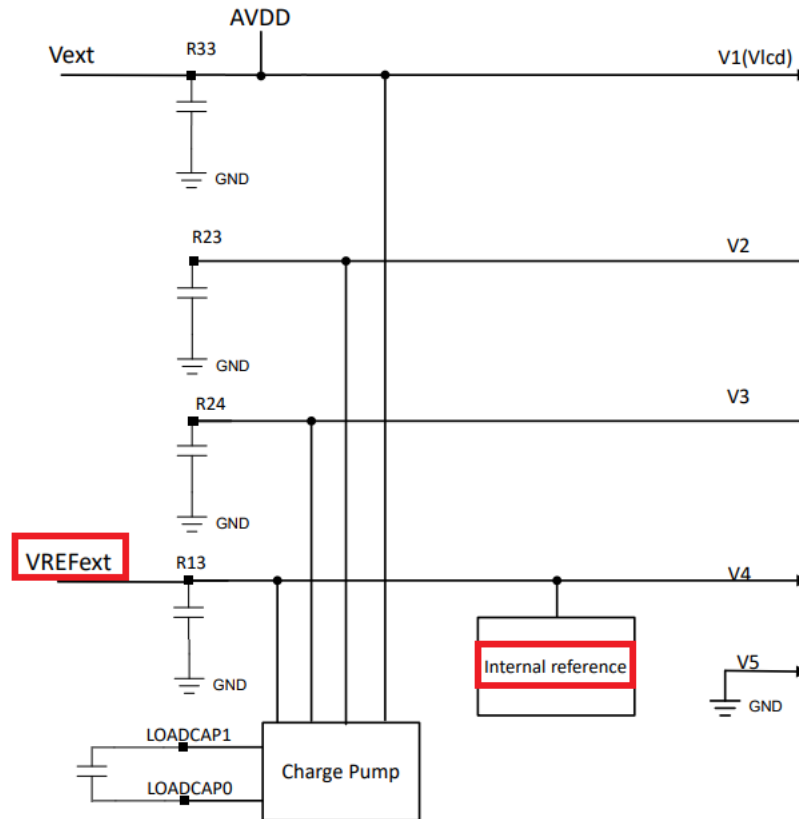 AVDD
Vext
R33
V1(Vlcd)
GND
R23
V2
GND
R24
V3
GND
VREFext
R13
V4
Internal reference
V5
GND
GND
LOADCAP1
Charge Pump
LOADCAP0